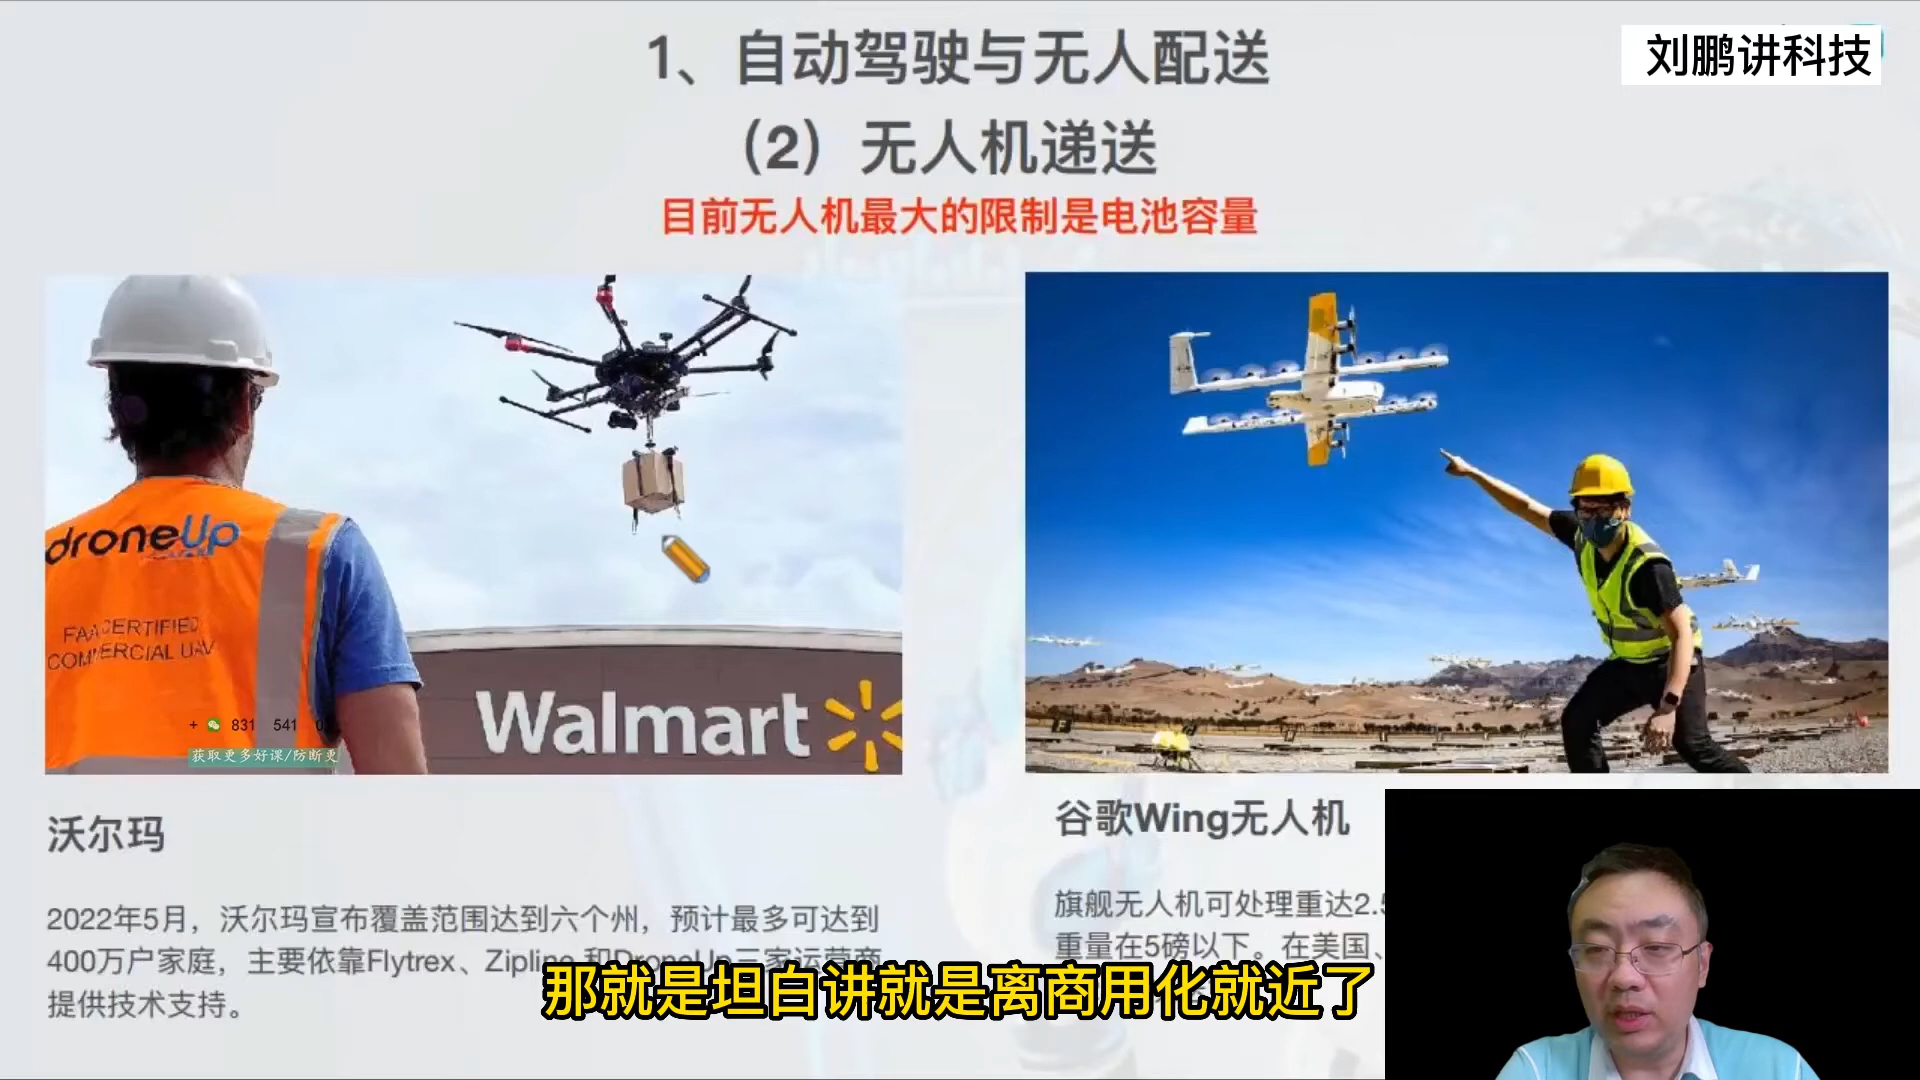 1、自动驾驶与无人配送
刘鹏讲科技
（2）无人机递送
目前无人机最大的限制是电池容量
droneUp
FAA CERTIFIED
COMMERCIAL UAV
Walmart
+ 831 541
获取更多好课/防断更
沃尔玛
2022年5月，沃尔玛宣布覆盖范围达到六个州，预计最多可达到
400万户家庭，主要依靠Flytrex、Zipline 和DroneUp三家运营商
提供技术支持。
谷歌Wing无人机
旗舰无人机可处理重达2.5
重量在5磅以下。在美国、
那就是坦白讲就是离商用化就近了